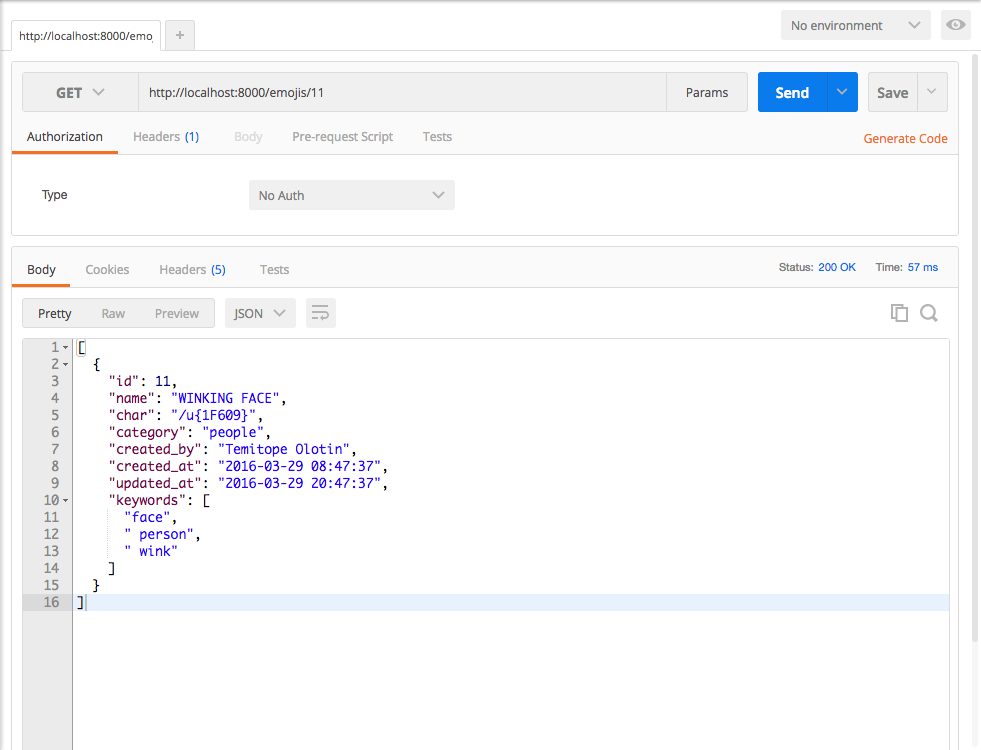 http://localhost:8000/emoj
+
No environment
GET
http://localhost:8000/emojis/11
Params
Send
Save
Authorization
Headers (1)
Body
Pre-request Script
Tests
Generate Code
Type
No Auth
Body
Cookies
Headers (5)
Tests
Status: 200 OK
Time: 57 ms
Pretty
Raw
Preview
JSON
1 [
2 {
3 "id": 11,
4 "name": "WINKING FACE",
5 "char": "/u{1F609}",
6 "category": "people",
7 "created_by": "Temitope Olotin",
8 "created_at": "2016-03-29 08:47:37",
9 "updated_at": "2016-03-29 20:47:37",
10 "keywords": [
11 "face",
12 " person",
13 " wink"
14 ]
15 }
16 ]